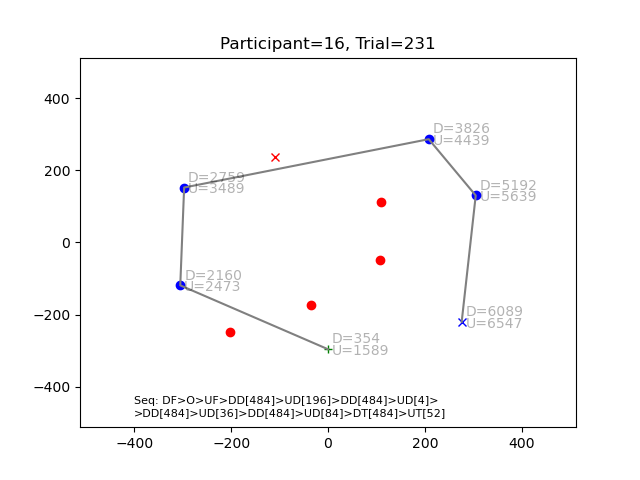 Participant=16, Trial=231
400
200
0
−200
−400
D=3826
U=4439
D=2759
U=3489
D=5192
U=5639
D=2160
U=2473
D=6089
U=6547
D=354
U=1589
Seq: DF>O>UF>DD[484]>UD[196]>DD[484]>UD[4]>
>DD[484]>UD[36]>DD[484]>UD[84]>DT[484]>UT[52]
−400 −200 0 200 400